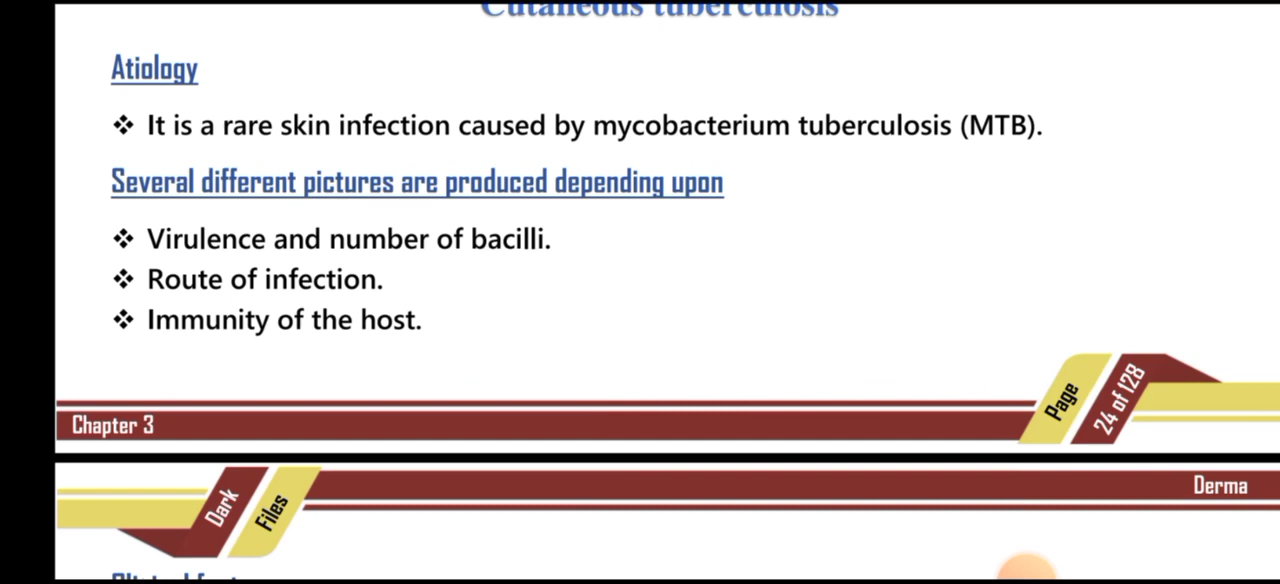 Cutaneous tuberculosis
Atiology
❖ It is a rare skin infection caused by mycobacterium tuberculosis (MTB).
Several different pictures are produced depending upon
❖ Virulence and number of bacilli.
❖ Route of infection.
❖ Immunity of the host.
Chapter 3
Page
24 of 128
Dark
Files
Derma